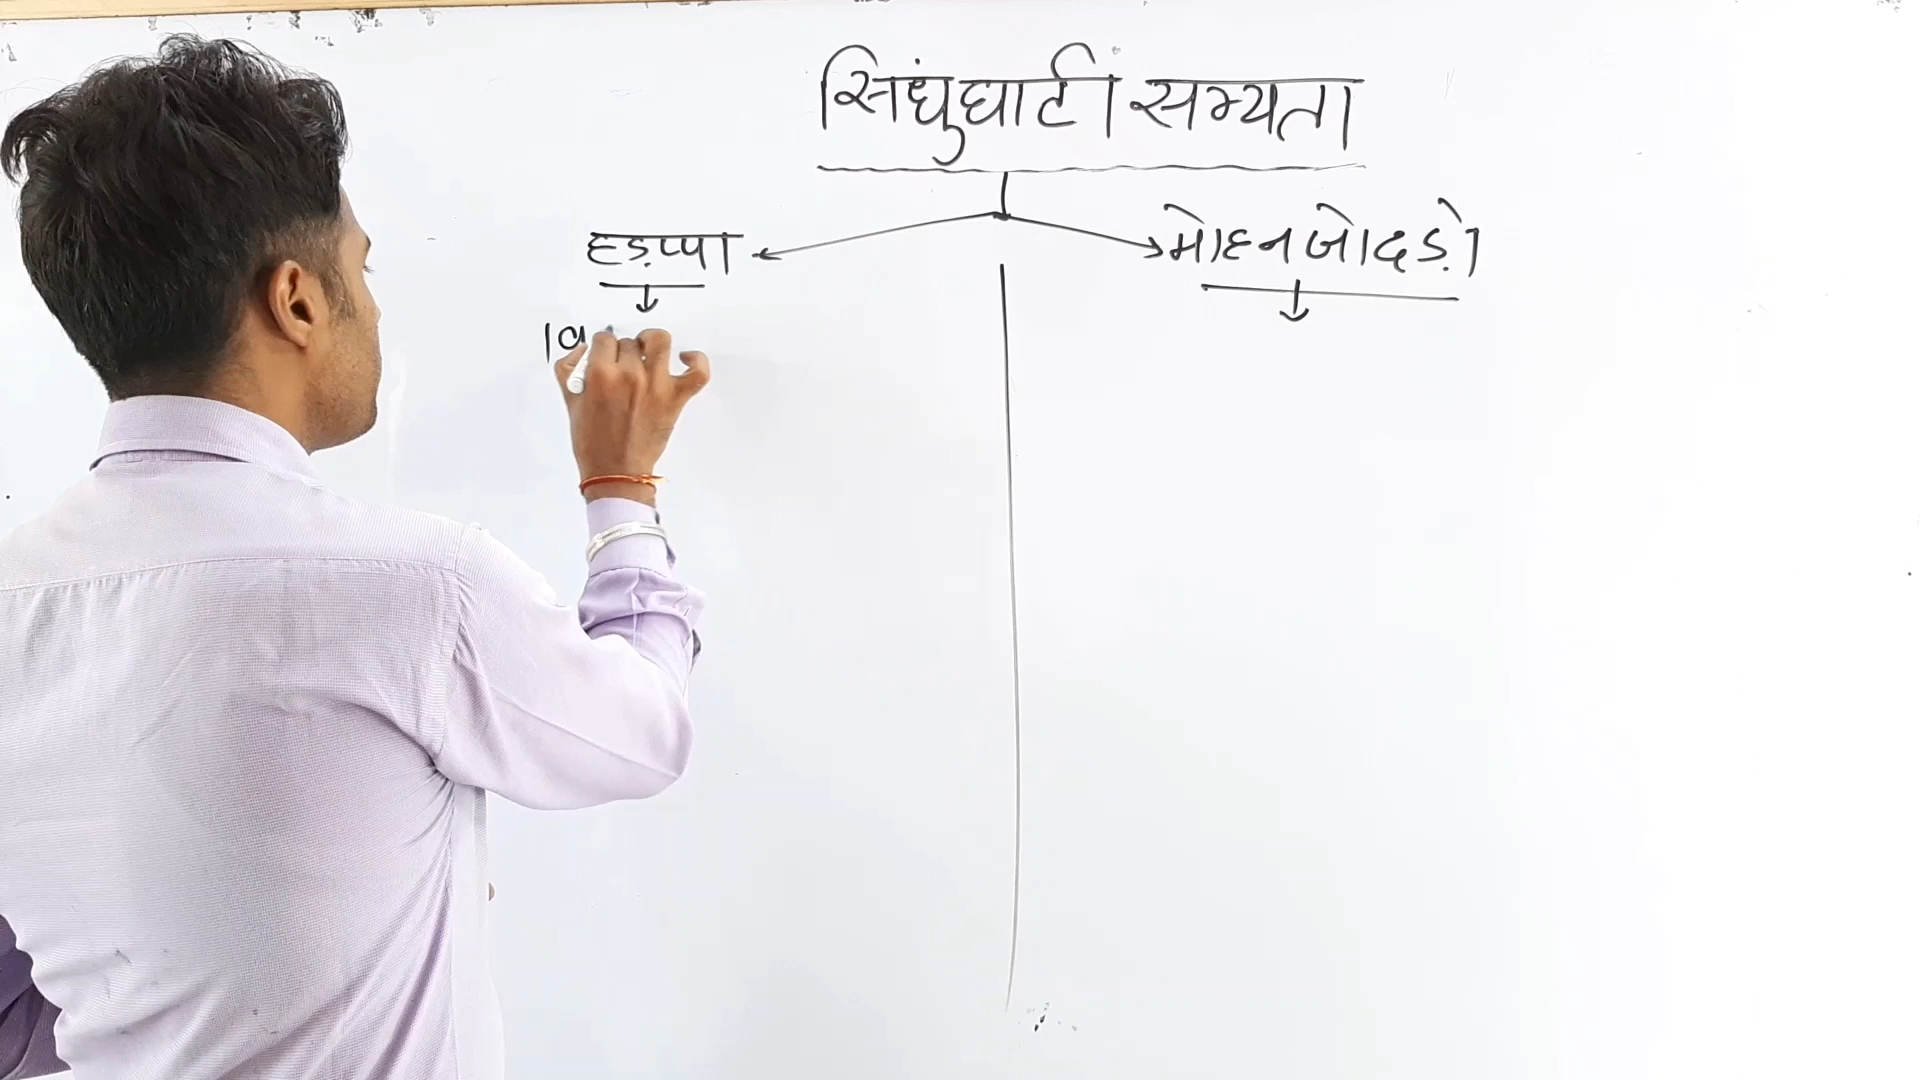 सिंधुघाटी सभ्यता
हड़प्पा
मोहनजोदड़ो